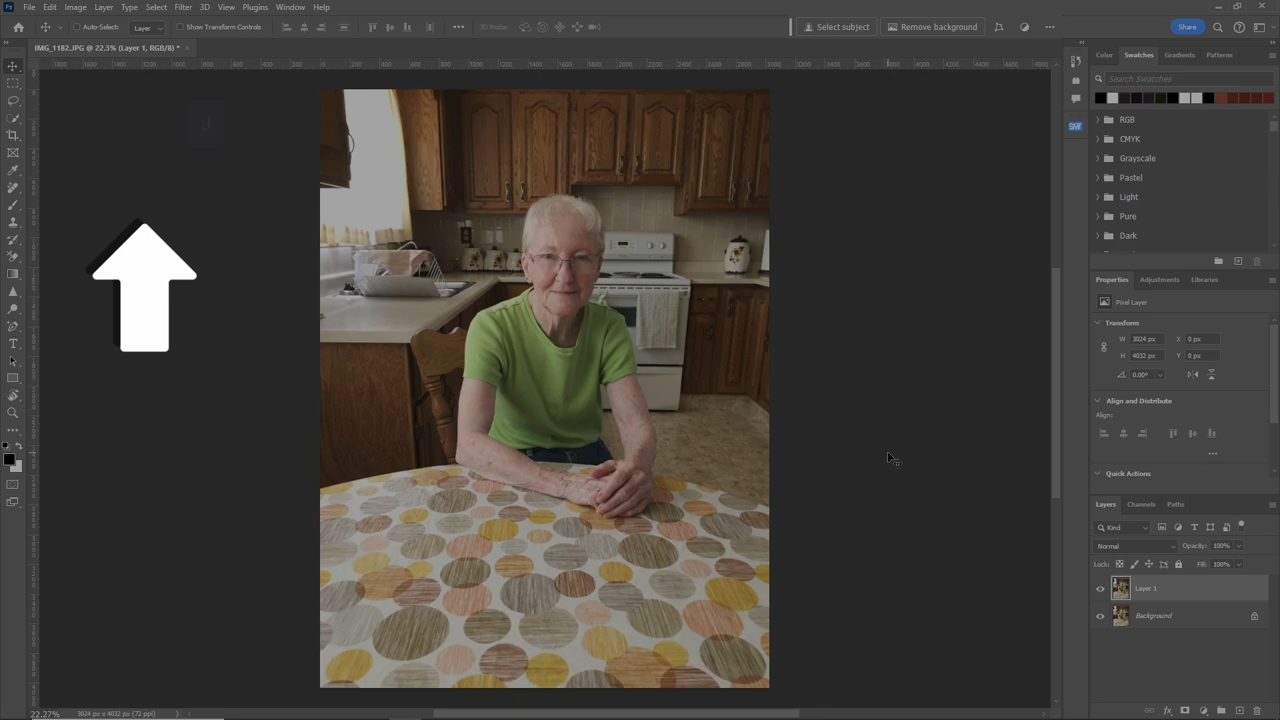 Ps File Edit Image Layer Type Select Filter 3D View Plugins Window Help
Auto-Select: Layer Show Transform Controls 3D Mode: Select subject Remove background Share
IMG_1182.JPG @ 22.3% (Layer 1, RGB/8) *
Color Swatches Gradients Patterns
Search Swatches
J
RGB
CMYK
Grayscale
Pastel
Light
Pure
Dark
Properties Adjustments Libraries
Pixel Layer
Transform
W 3024 px X 0 px
H 4032 px Y 0 px
0.00°
Align and Distribute
Align:
Quick Actions
Layers Channels Paths
Kind
Normal Opacity: 100%
Lock: Fill: 100%
Layer 1
Background
22.27% 3024 px x 4032 px (72 ppi)